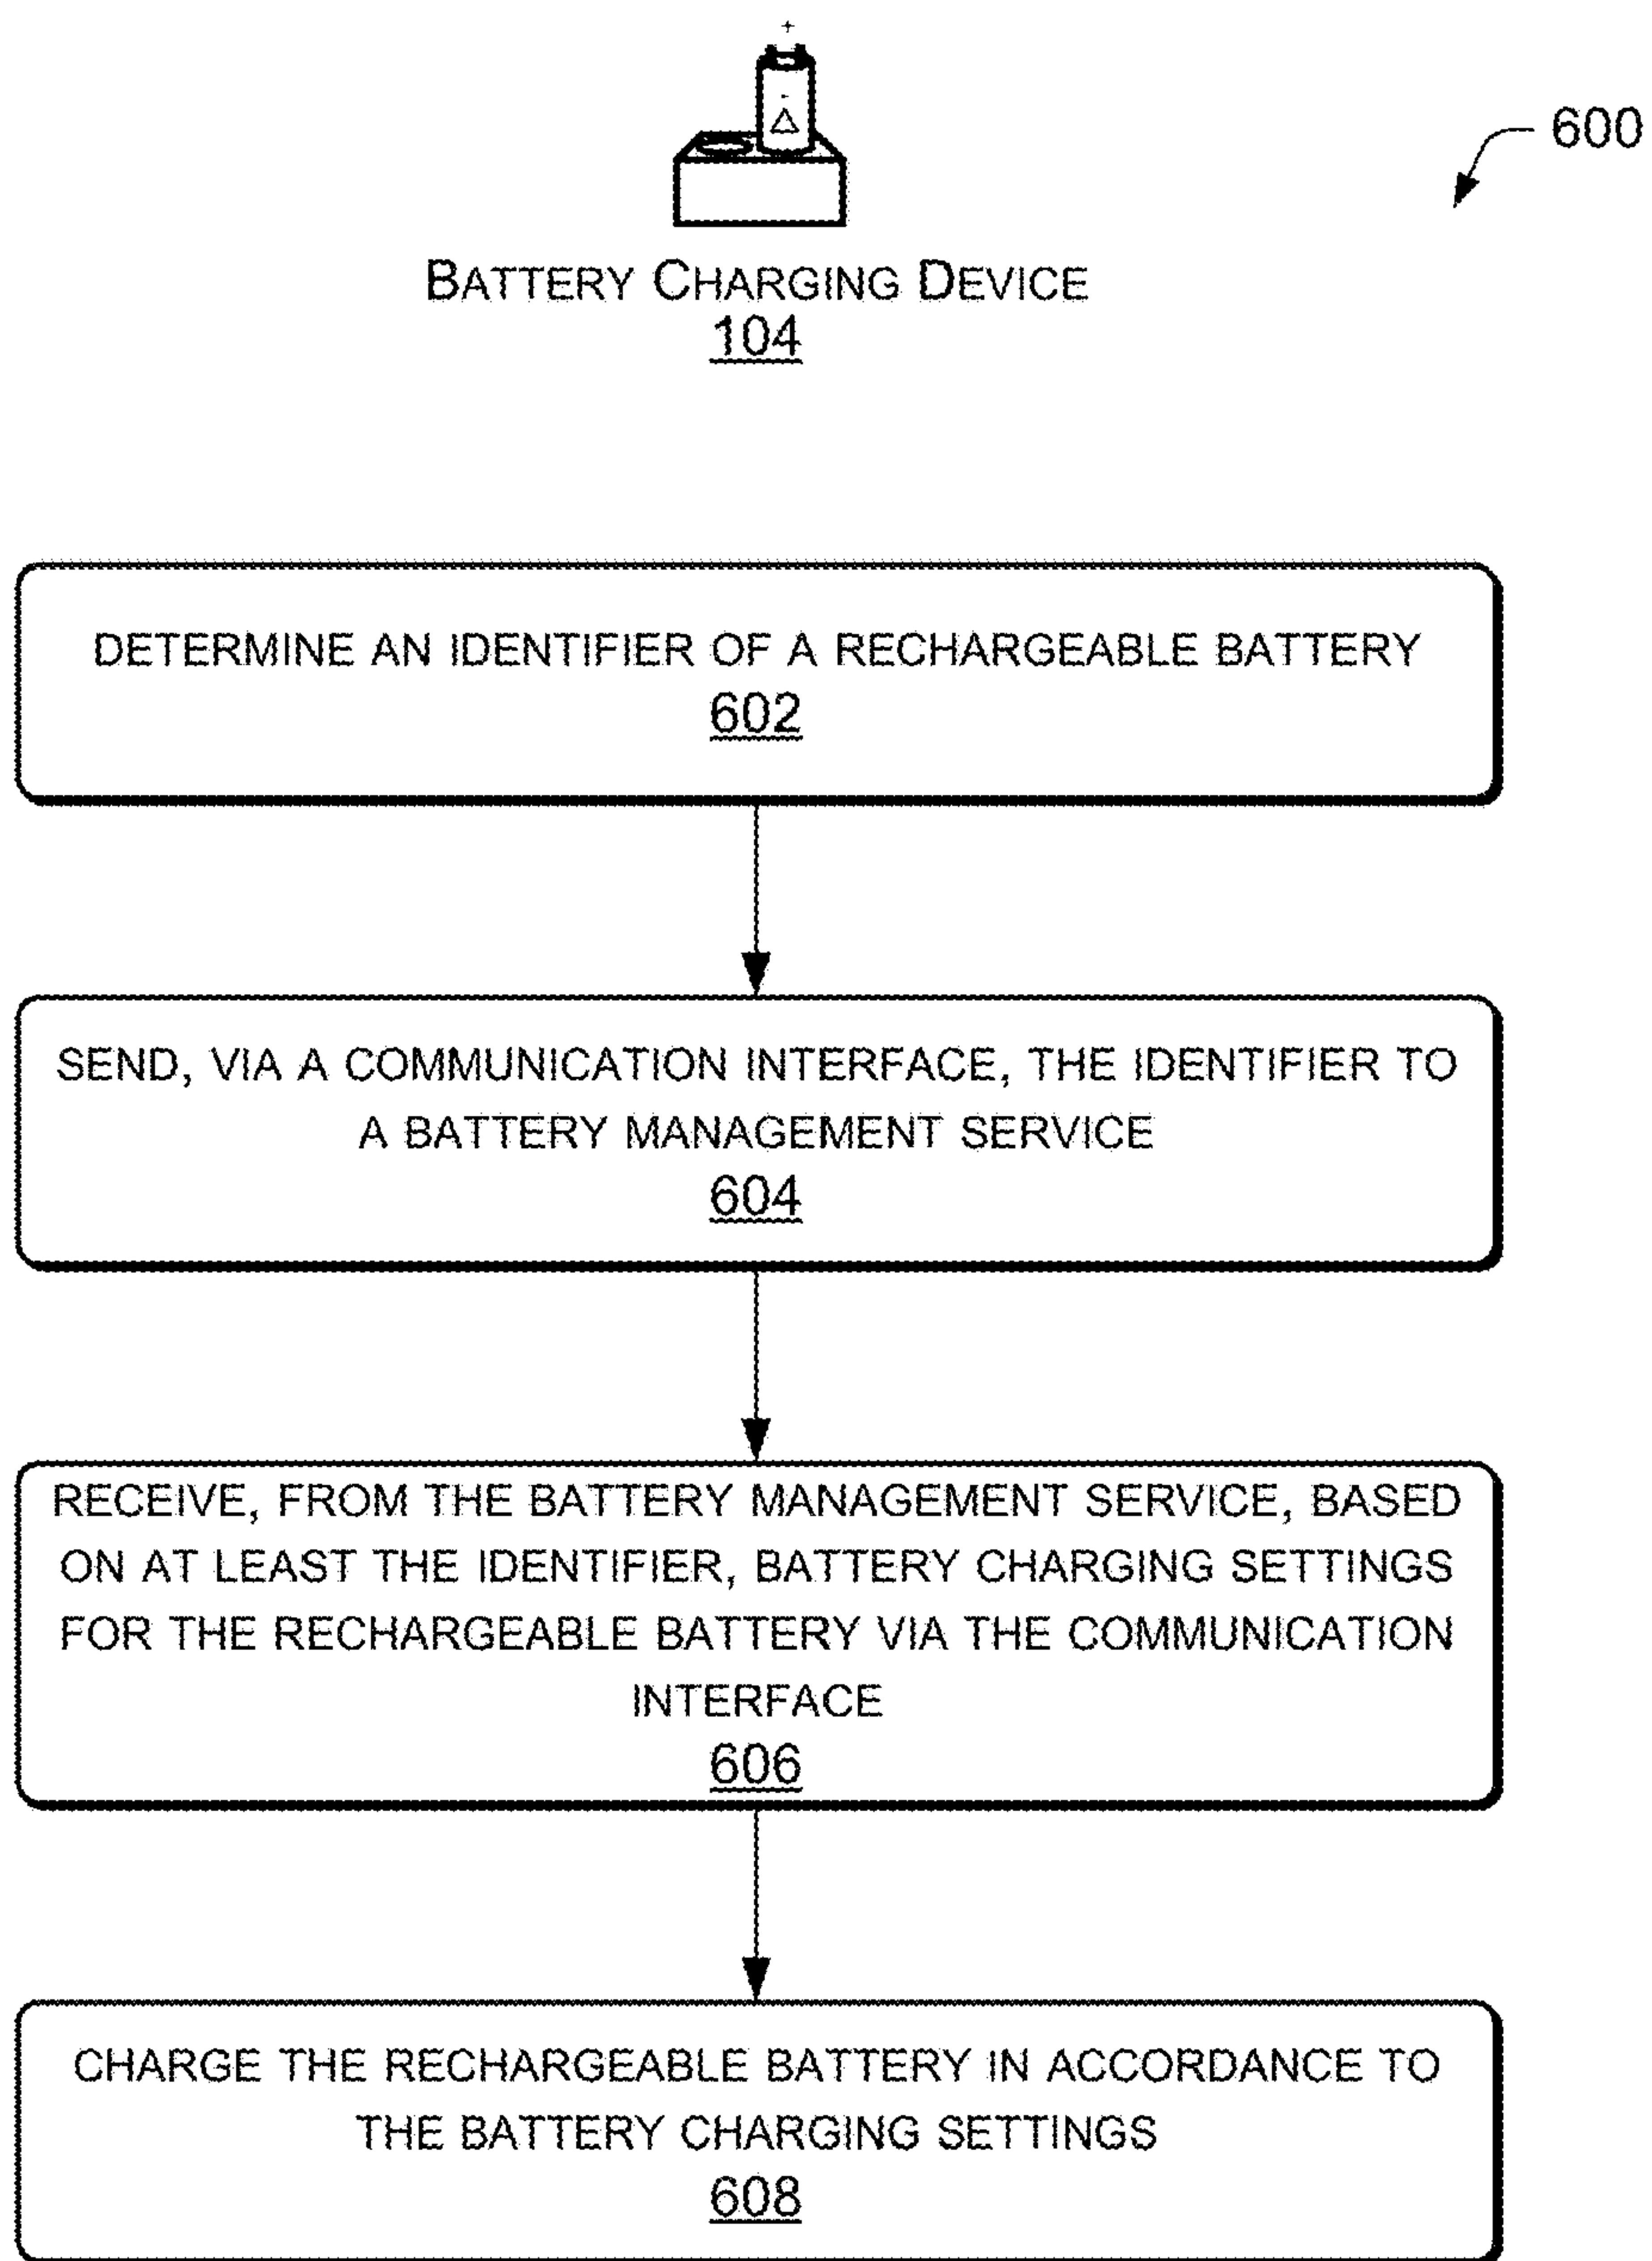 +
600
-
BATTERY CHARGING DEVICE
104
DETERMINE AN IDENTIFIER OF A RECHARGEABLE BATTERY
602
SEND, VIA A COMMUNICATION INTERFACE, THE IDENTIFIER TO
A BATTERY MANAGEMENT SERVICE
604
RECEIVE, FROM THE BATTERY MANAGEMENT SERVICE, BASED
ON AT LEAST THE IDENTIFIER, BATTERY CHARGING SETTINGS
FOR THE RECHARGEABLE BATTERY VIA THE COMMUNICATION
INTERFACE
606
CHARGE THE RECHARGEABLE BATTERY IN ACCORDANCE TO
THE BATTERY CHARGING SETTINGS
608